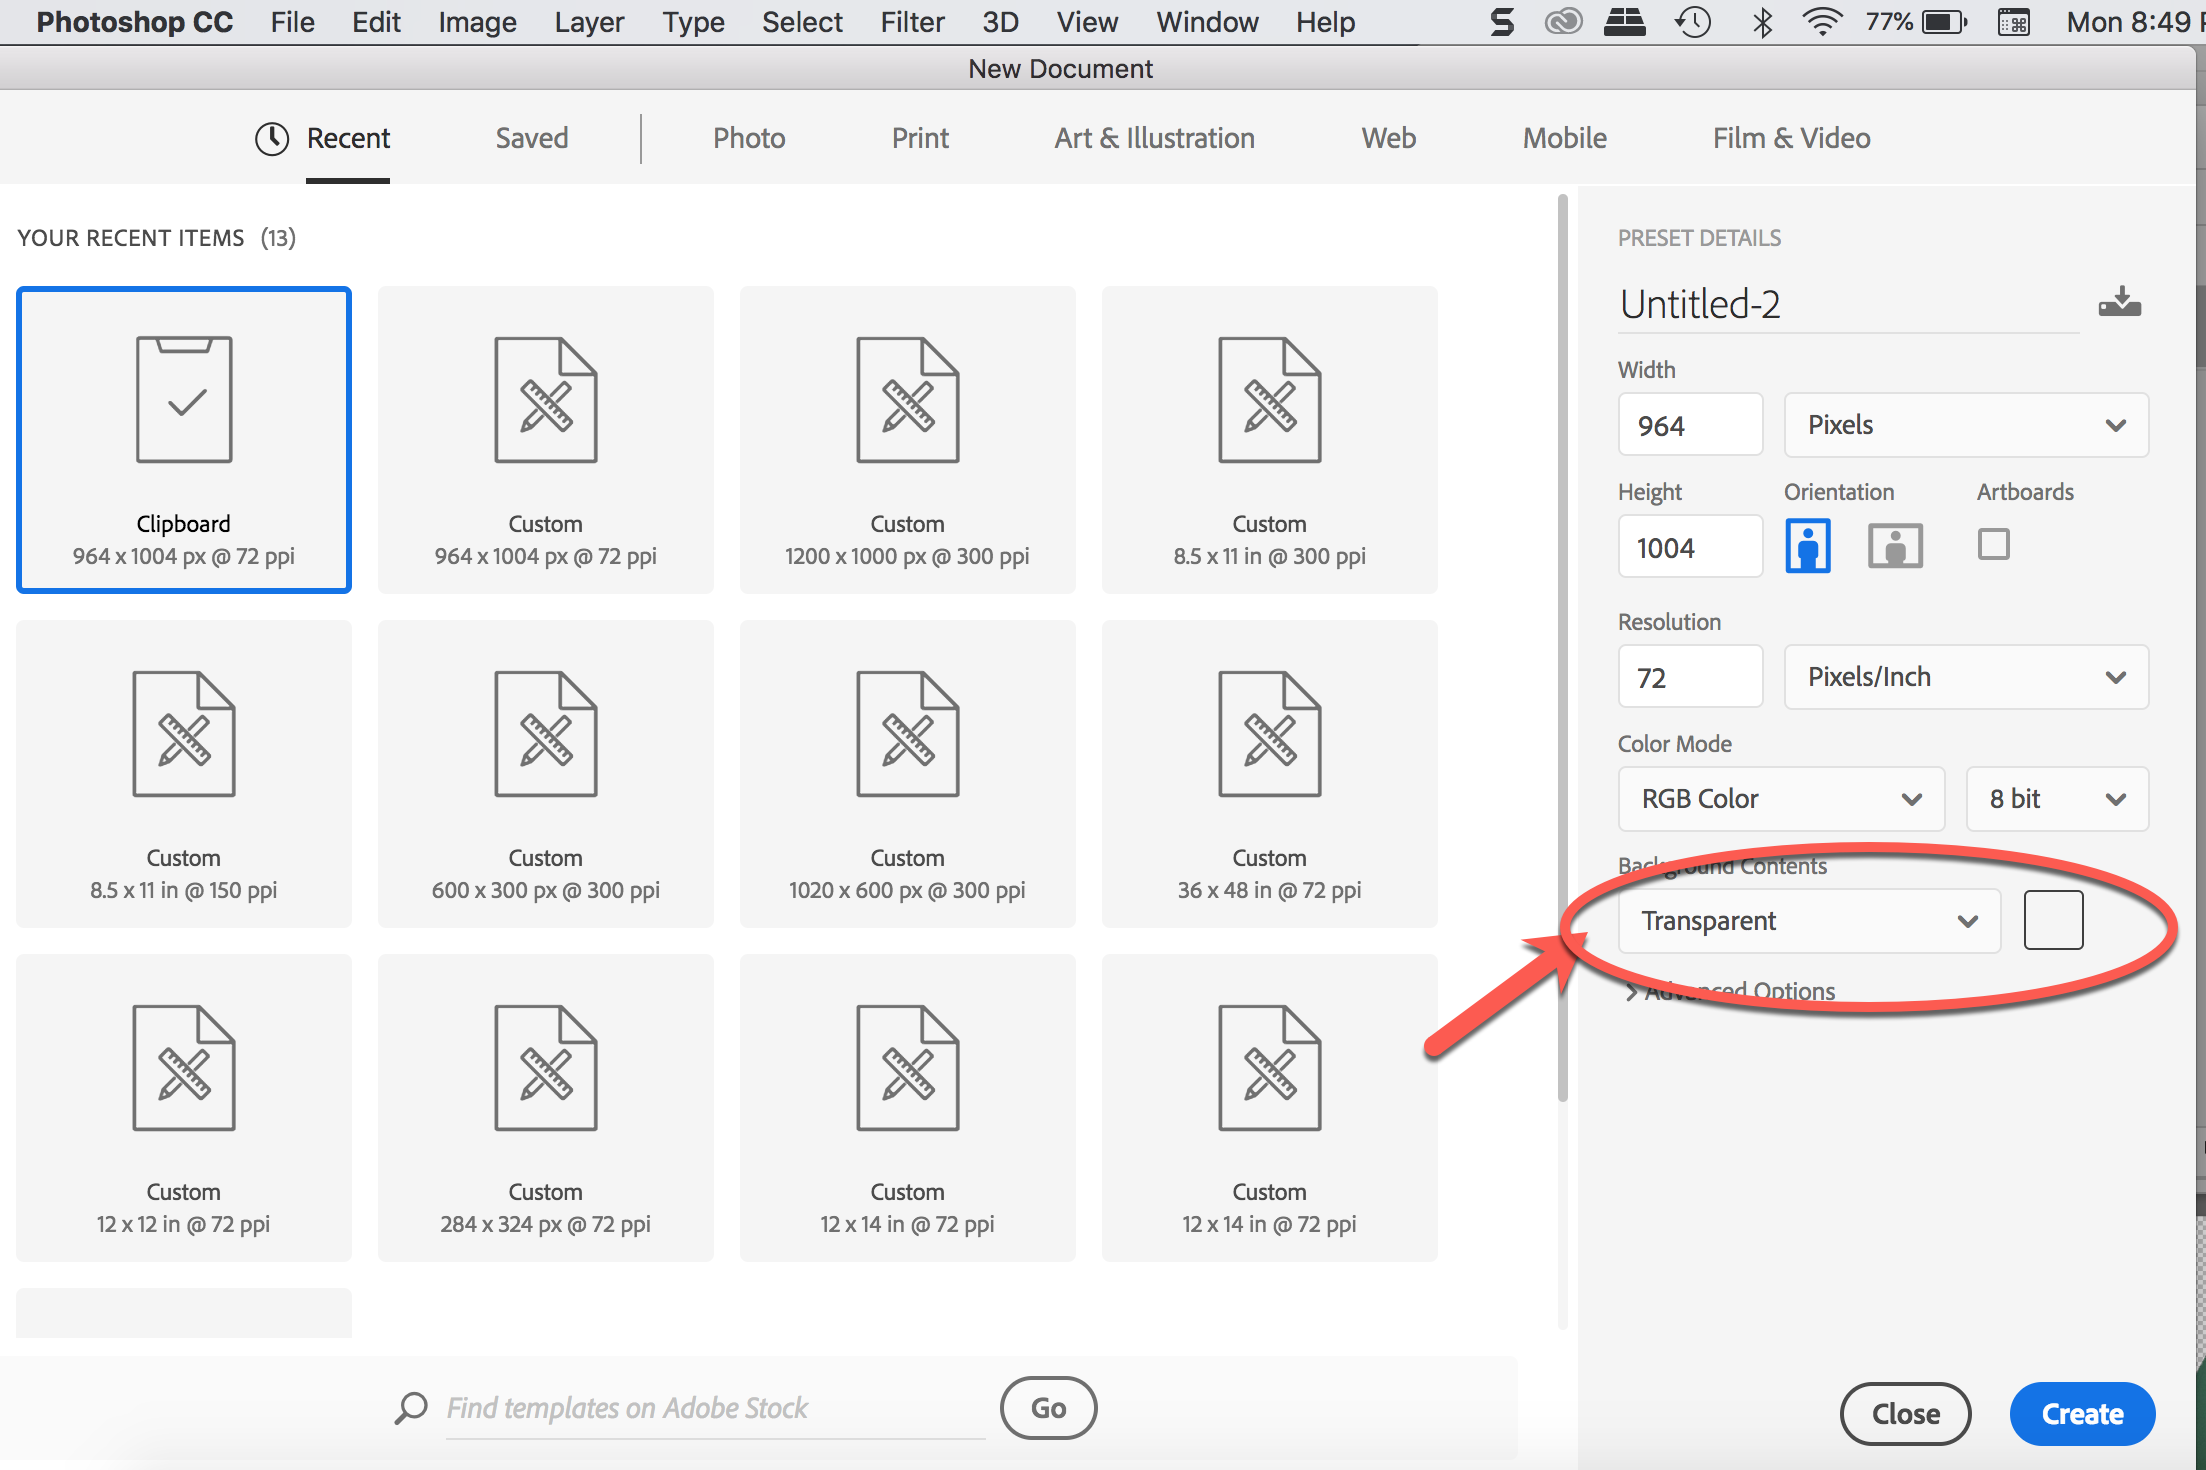 Photoshop CC File Edit Image Layer Type Select Filter 3D View Window Help 77% Mon 8:49
New Document
Recent Saved Photo Print Art & Illustration Web Mobile Film & Video
YOUR RECENT ITEMS (13)
Clipboard
964 x 1004 px @ 72 ppi
Custom
964 x 1004 px @ 72 ppi
Custom
1200 x 1000 px @ 300 ppi
Custom
8.5 x 11 in @ 300 ppi
Custom
8.5 x 11 in @ 150 ppi
Custom
600 x 300 px @ 300 ppi
Custom
1020 x 600 px @ 300 ppi
Custom
36 x 48 in @ 72 ppi
Custom
12 x 12 in @ 72 ppi
Custom
284 x 324 px @ 72 ppi
Custom
12 x 14 in @ 72 ppi
Custom
12 x 14 in @ 72 ppi
Find templates on Adobe Stock Go
PRESET DETAILS
Untitled-2
Width
964 Pixels
Height Orientation Artboards
1004
Resolution
72 Pixels/Inch
Color Mode
RGB Color 8 bit
Background Contents
Transparent
Advanced Options
Close Create